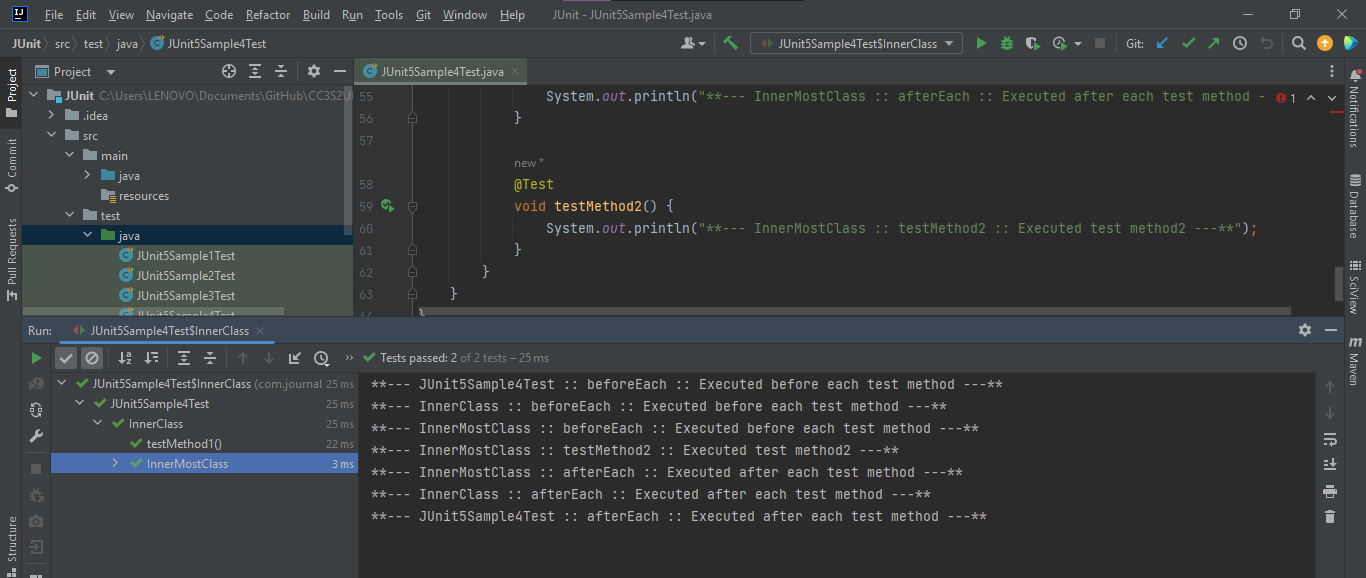 IJ File Edit View Navigate Code Refactor Build Run Tools Git Window Help JUnit - JUnit5Sample4Test.java
JUnit src test java JUnit5Sample4Test JUnit5Sample4Test$InnerClass Git:
Project
Commit
Pull Requests
Structure
Project
JUnit C:\Users\LENOVO\Documents\GitHub\CC3S2\
.idea
src
main
java
resources
test
java
JUnit5Sample1Test
JUnit5Sample2Test
JUnit5Sample3Test
JUnit5Sample4Test
JUnit5Sample4Test.java
55 System.out.println("**--- InnerMostClass :: afterEach :: Executed after each test method - 1
56 }
57
new *
58 @Test
59 void testMethod2() {
60 System.out.println("**--- InnerMostClass :: testMethod2 :: Executed test method2 ---**");
61 }
62 }
63 }
64 }
Notifications
Database
SciView
m Maven
Run: JUnit5Sample4Test$InnerClass
Tests passed: 2 of 2 tests – 25 ms
JUnit5Sample4Test$InnerClass (com.journal 25 ms
JUnit5Sample4Test 25 ms
InnerClass 25 ms
testMethod1() 22 ms
InnerMostClass 3 ms
**--- JUnit5Sample4Test :: beforeEach :: Executed before each test method ---**
**--- InnerClass :: beforeEach :: Executed before each test method ---**
**--- InnerMostClass :: beforeEach :: Executed before each test method ---**
**--- InnerMostClass :: testMethod2 :: Executed test method2 ---**
**--- InnerMostClass :: afterEach :: Executed after each test method ---**
**--- InnerClass :: afterEach :: Executed after each test method ---**
**--- JUnit5Sample4Test :: afterEach :: Executed after each test method ---**